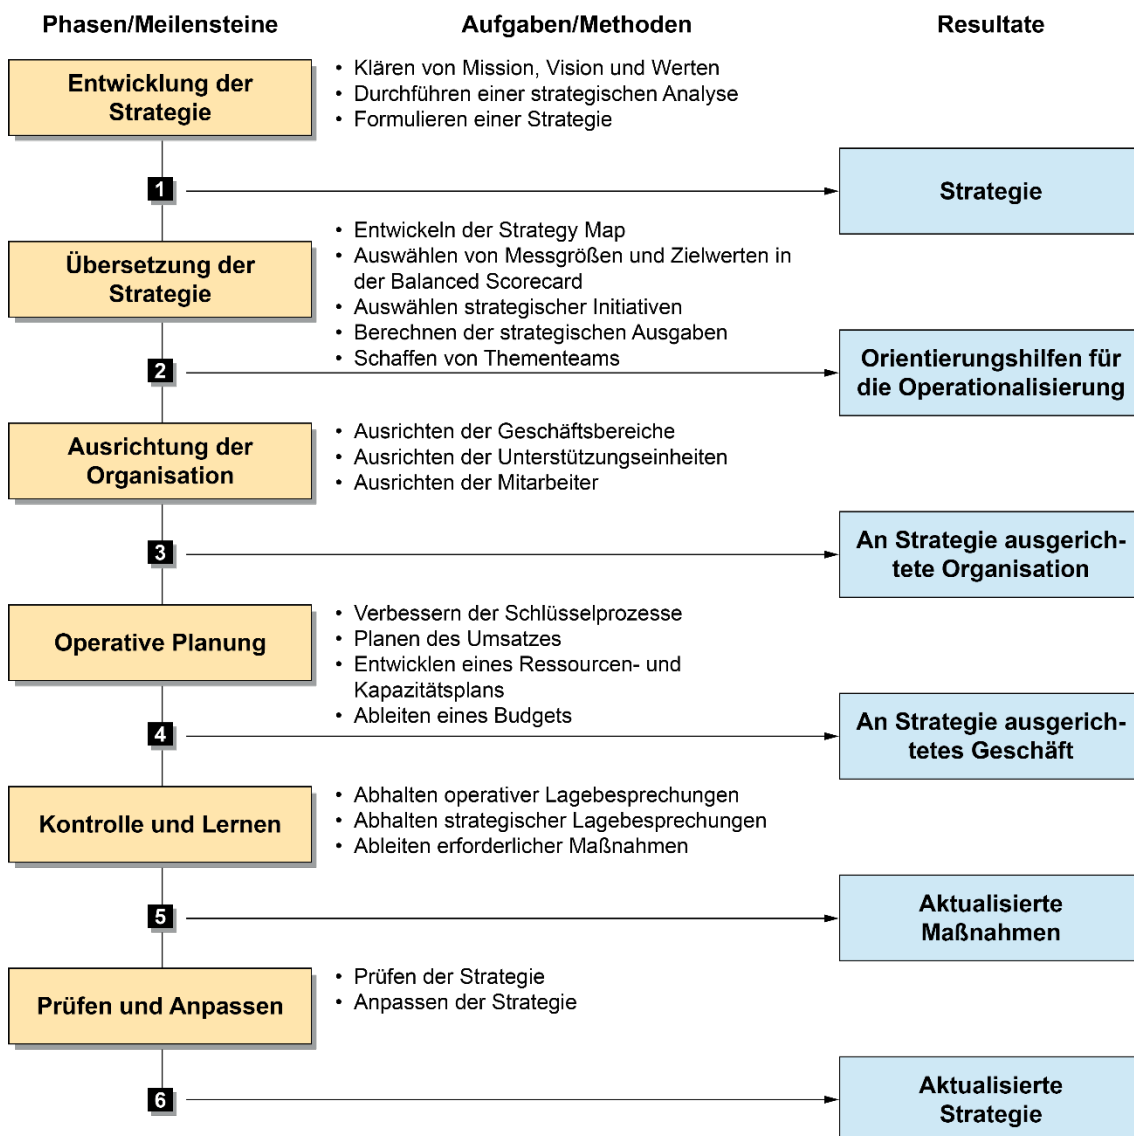 Phasen/Meilensteine
Aufgaben/Methoden
Resultate
Entwicklung der
Strategie
• Klären von Mission, Vision und Werten
• Durchführen einer strategischen Analyse
• Formulieren einer Strategie
1
Strategie
Übersetzung der
Strategie
• Entwickeln der Strategy Map
• Auswählen von Messgrößen und Zielwerten in
der Balanced Scorecard
• Auswählen strategischer Initiativen
• Berechnen der strategischen Ausgaben
• Schaffen von Thementeams
2
Orientierungshilfen für
die Operationalisierung
Ausrichtung der
Organisation
• Ausrichten der Geschäftsbereiche
• Ausrichten der Unterstützungseinheiten
• Ausrichten der Mitarbeiter
3
An Strategie ausgerich-
tete Organisation
Operative Planung
• Verbessern der Schlüsselprozesse
• Planen des Umsatzes
• Entwicklen eines Ressourcen- und
Kapazitätsplans
• Ableiten eines Budgets
4
An Strategie ausgerich-
tetes Geschäft
Kontrolle und Lernen
• Abhalten operativer Lagebesprechungen
• Abhalten strategischer Lagebesprechungen
• Ableiten erforderlicher Maßnahmen
5
Aktualisierte
Maßnahmen
Prüfen und Anpassen
• Prüfen der Strategie
• Anpassen der Strategie
6
Aktualisierte
Strategie